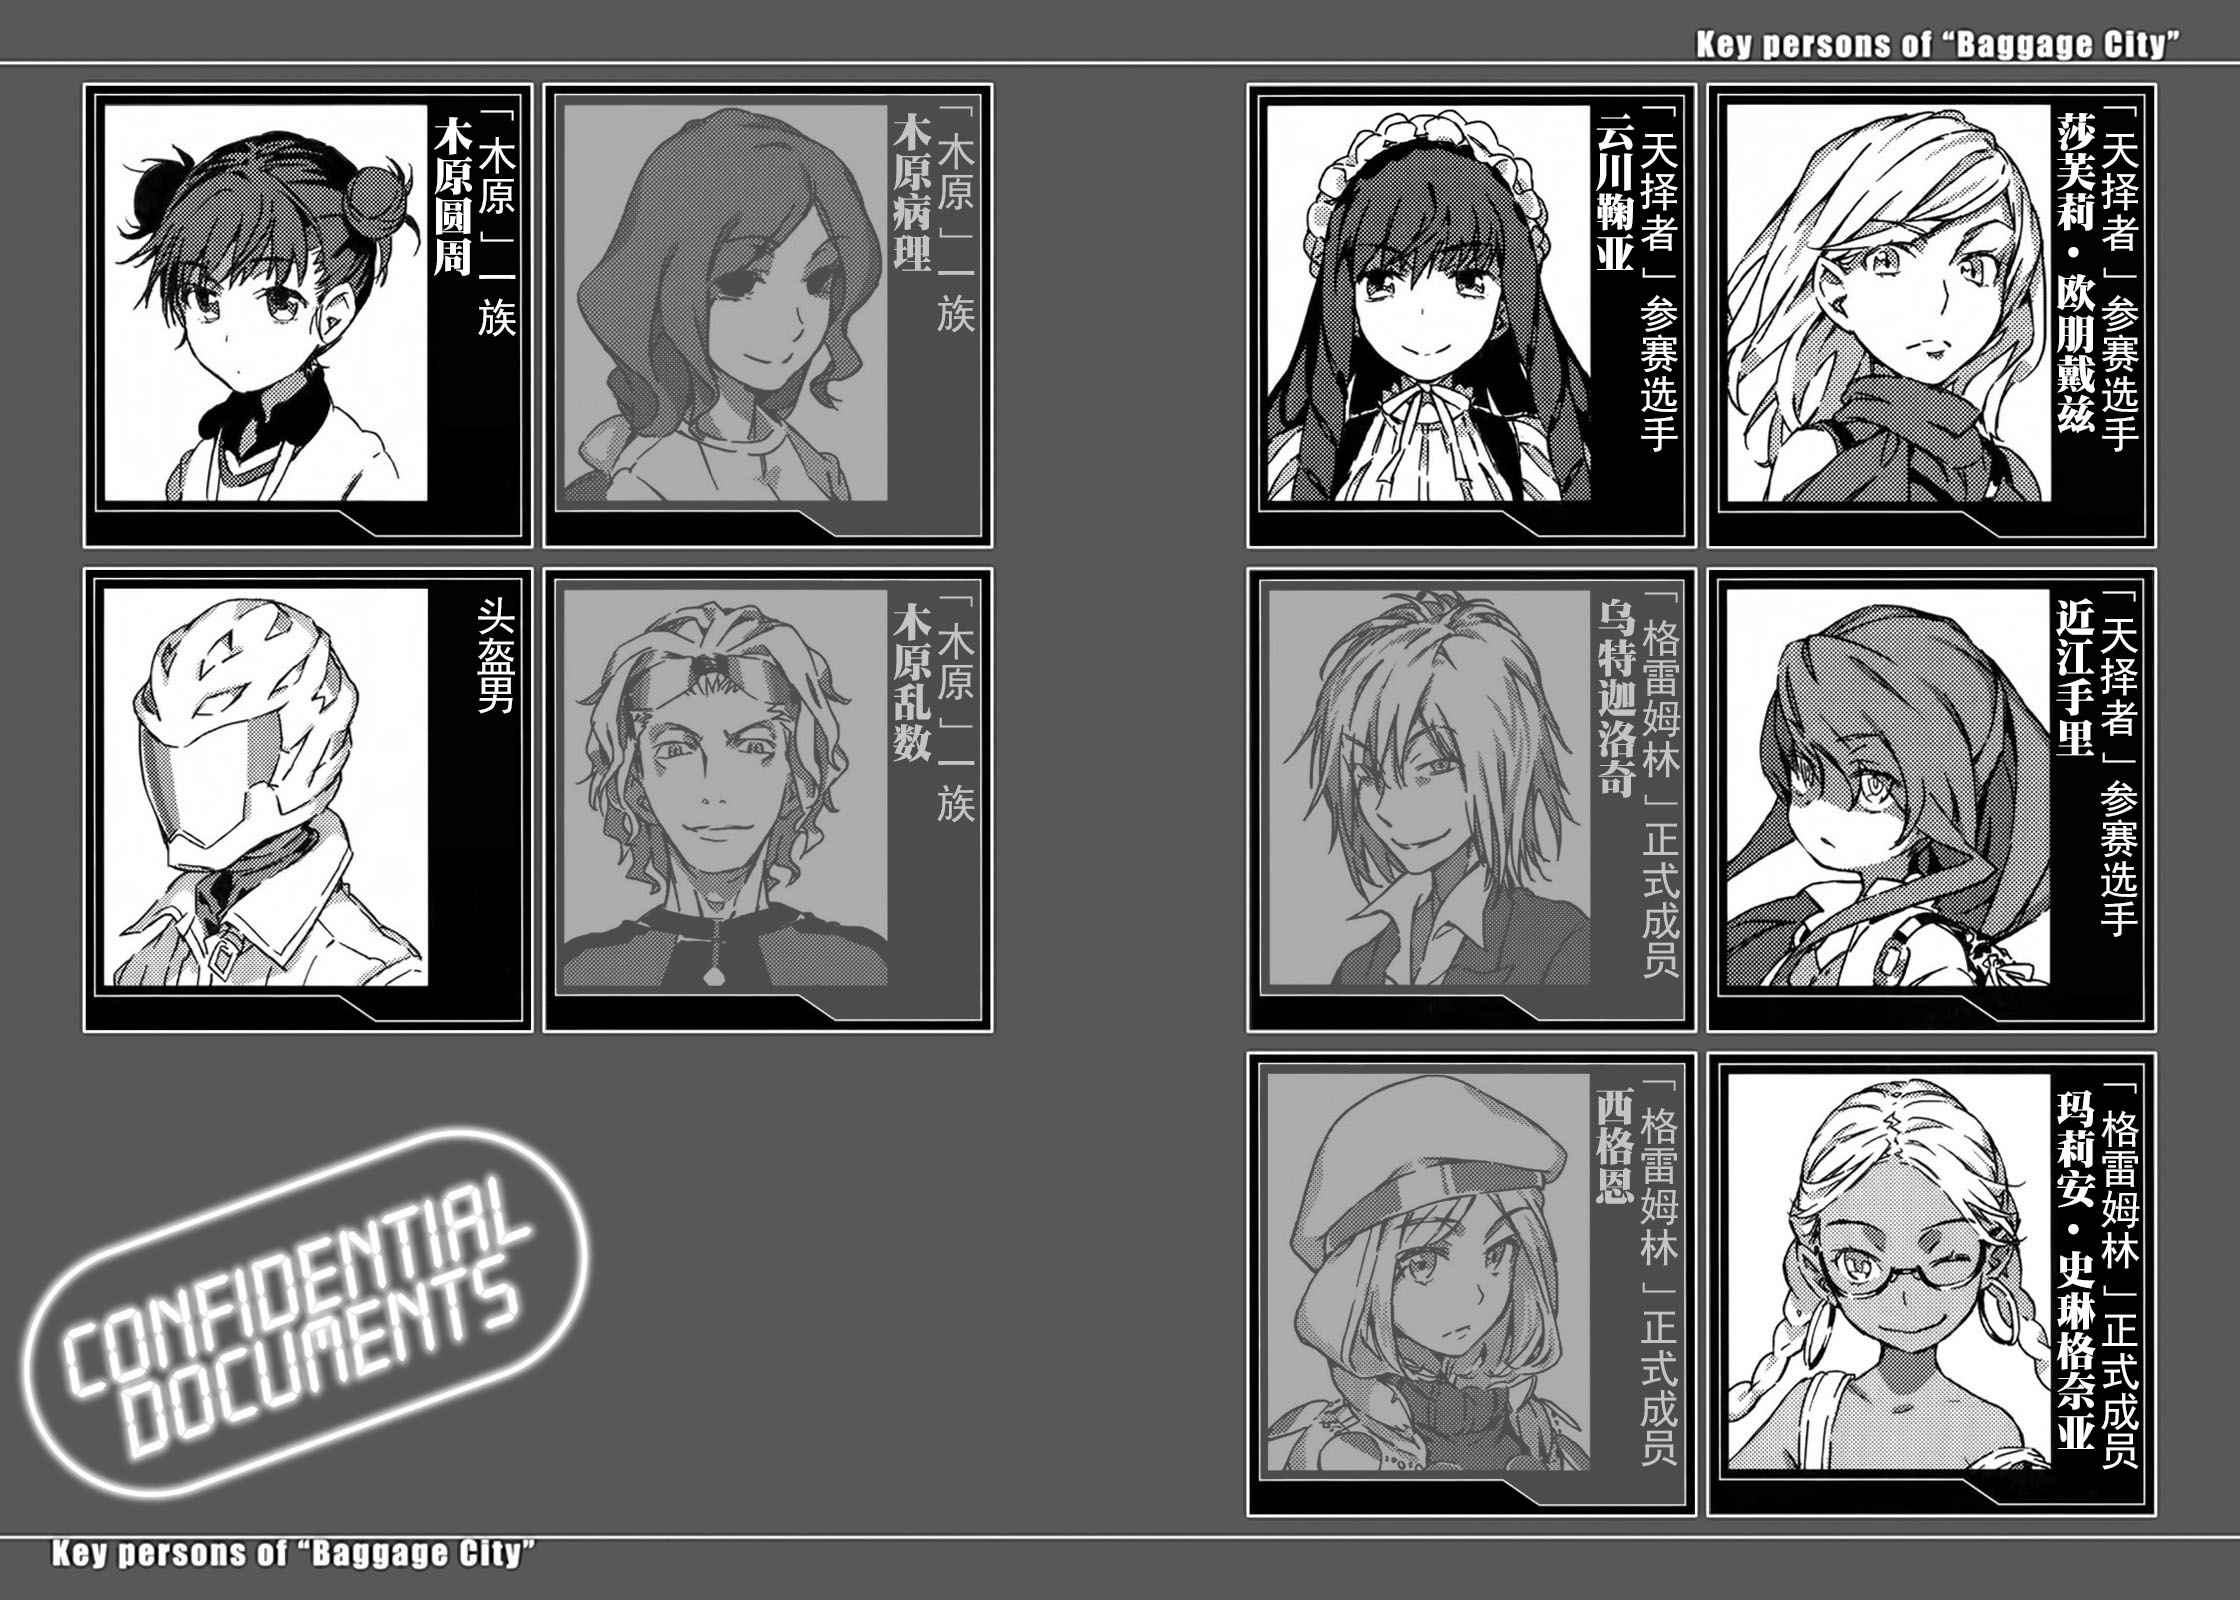 Key persons of “Baggage City”
「天择者」参赛选手
莎芙莉・欧朋戴兹
「天择者」参赛选手
云川鞠亚
「天择者」参赛选手
近江手里
「格雷姆林」正式成员
乌特迦洛奇
「格雷姆林」正式成员
玛莉安・史琳格奈亚
「格雷姆林」正式成员
西格恩
「木原」一族
木原病理
「木原」一族
木原圆周
「木原」一族
木原乱数
头盔男
CONFIDENTIAL
DOCUMENTS
Key persons of “Baggage City”